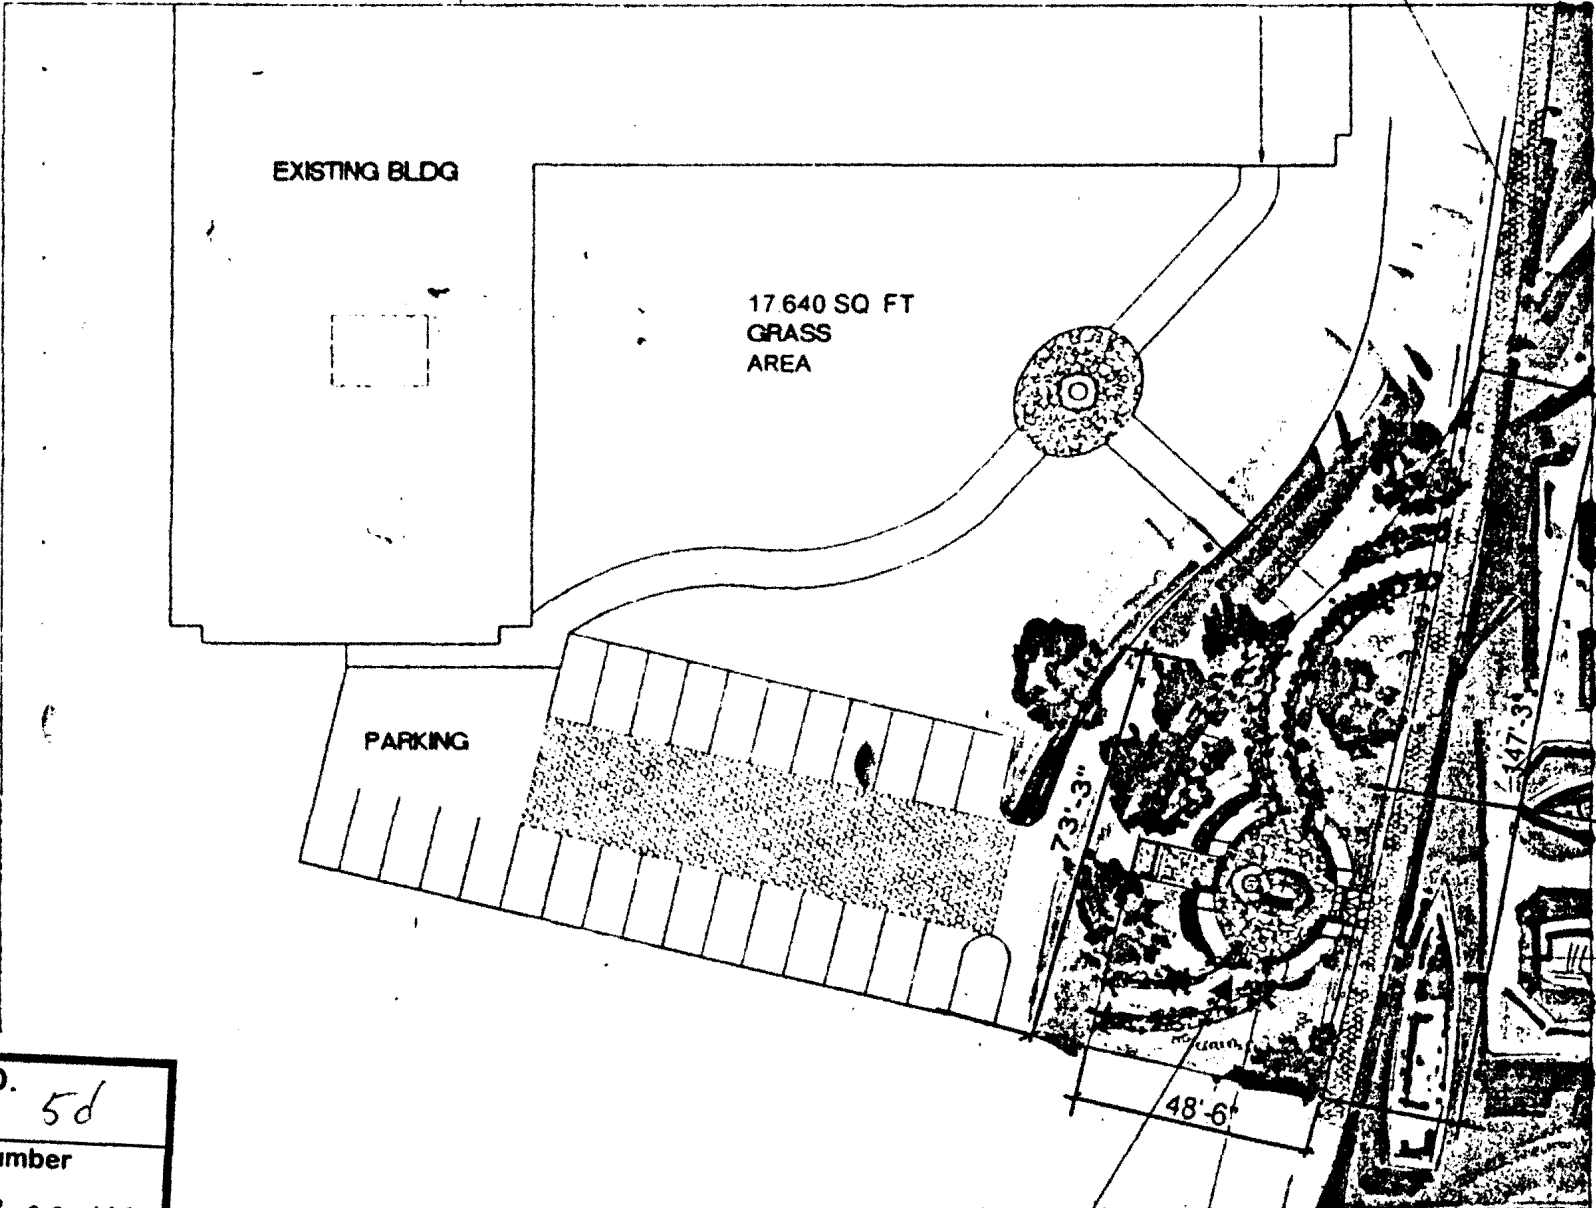 EXISTING BLDG
17.640 SQ FT
GRASS
AREA
PARKING
73'-3"
147'-3"
48'-6"
5d
umber